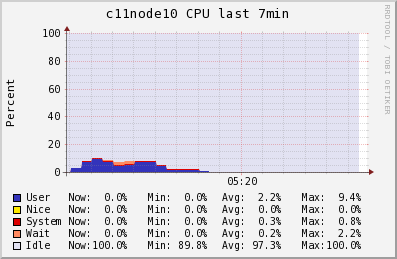 c11node10 CPU last 7min
RRDTOOL / TOBI OETIKER
Percent
100
80
60
40
20
0
05:20
User Now: 0.0% Min: 0.0% Avg: 2.2% Max: 9.4%
Nice Now: 0.0% Min: 0.0% Avg: 0.0% Max: 0.0%
System Now: 0.0% Min: 0.0% Avg: 0.3% Max: 0.8%
Wait Now: 0.0% Min: 0.0% Avg: 0.2% Max: 2.2%
Idle Now:100.0% Min: 89.8% Avg: 97.3% Max:100.0%